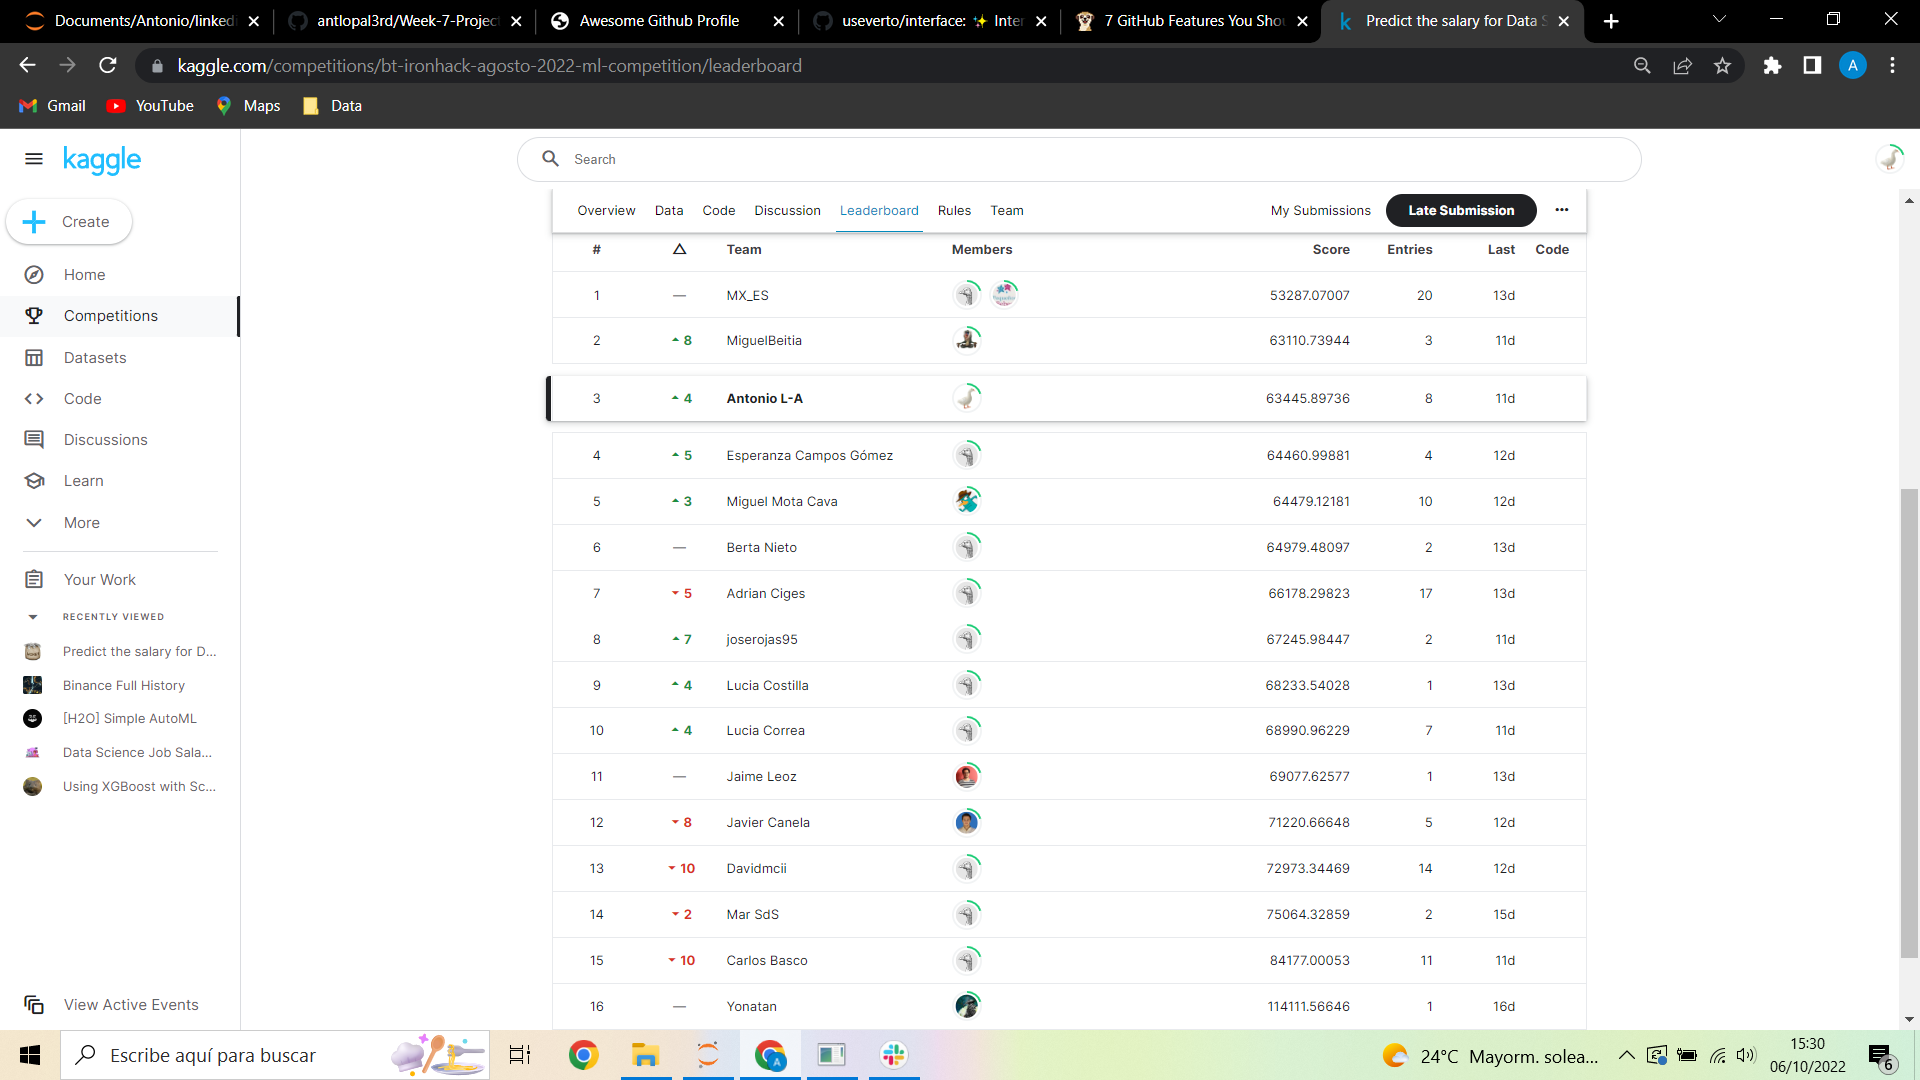 Documents/Antonio/linked
antlopal3rd/Week-7-Project
Awesome Github Profile
useverto/interface: ✨ Inter
7 GitHub Features You Shou
Predict the salary for Data S
kaggle.com/competitions/bt-ironhack-agosto-2022-ml-competition/leaderboard
A
Gmail
YouTube
Maps
Data
kaggle
Search
Create
Home
Competitions
Datasets
Code
Discussions
Learn
More
Your Work
RECENTLY VIEWED
Predict the salary for D...
Binance Full History
[H2O] Simple AutoML
Data Science Job Sala...
Using XGBoost with Sc...
View Active Events
Overview Data Code Discussion Leaderboard Rules Team My Submissions Late Submission ...
# △ Team Members Score Entries Last Code
1 — MX_ES 53287.07007 20 13d
2 8 MiguelBeitia 63110.73944 3 11d
3 4 Antonio L-A 63445.89736 8 11d
4 5 Esperanza Campos Gómez 64460.99881 4 12d
5 3 Miguel Mota Cava 64479.12181 10 12d
6 — Berta Nieto 64979.48097 2 13d
7 5 Adrian Ciges 66178.29823 17 13d
8 7 joserojas95 67245.98447 2 11d
9 4 Lucia Costilla 68233.54028 1 13d
10 4 Lucia Correa 68990.96229 7 11d
11 — Jaime Leoz 69077.62577 1 13d
12 8 Javier Canela 71220.66648 5 12d
13 10 Davidmcii 72973.34469 14 12d
14 2 Mar SdS 75064.32859 2 15d
15 10 Carlos Basco 84177.00053 11 11d
16 — Yonatan 114111.56646 1 16d
Escribe aquí para buscar
A
24°C Mayorm. solea...
15:30
06/10/2022
6